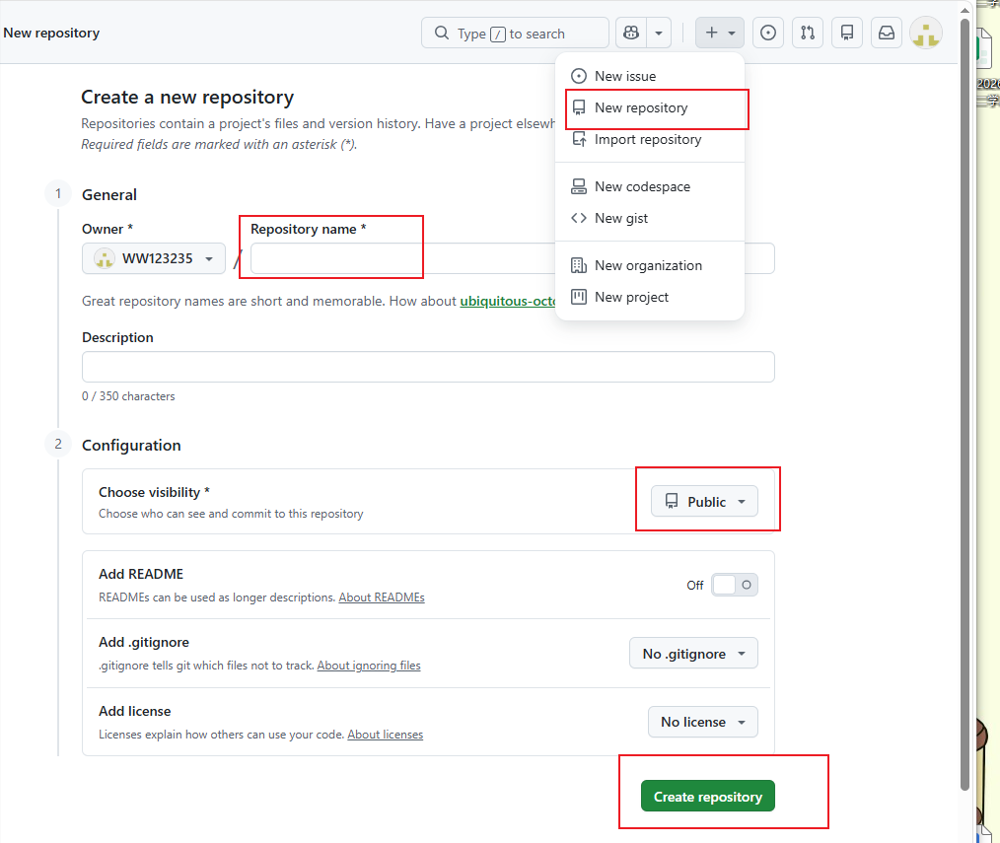 New repository
Type / to search
New issue
New repository
Import repository
New codespace
New gist
New organization
New project
Create a new repository
Repositories contain a project's files and version history. Have a project
Required fields are marked with an asterisk (*).
1
General
Owner *
Repository name *
WW123235
/
Great repository names are short and memorable. How about
Description
0 / 350 characters
2
Configuration
Choose visibility *
Choose who can see and commit to this repository
Public
Add README
READMEs can be used as longer descriptions. About READMEs
Off
Add .gitignore
.gitignore tells git which files not to track. About ignoring files
No .gitignore
Add license
Licenses explain how others can use your code. About licenses
No license
Create repository